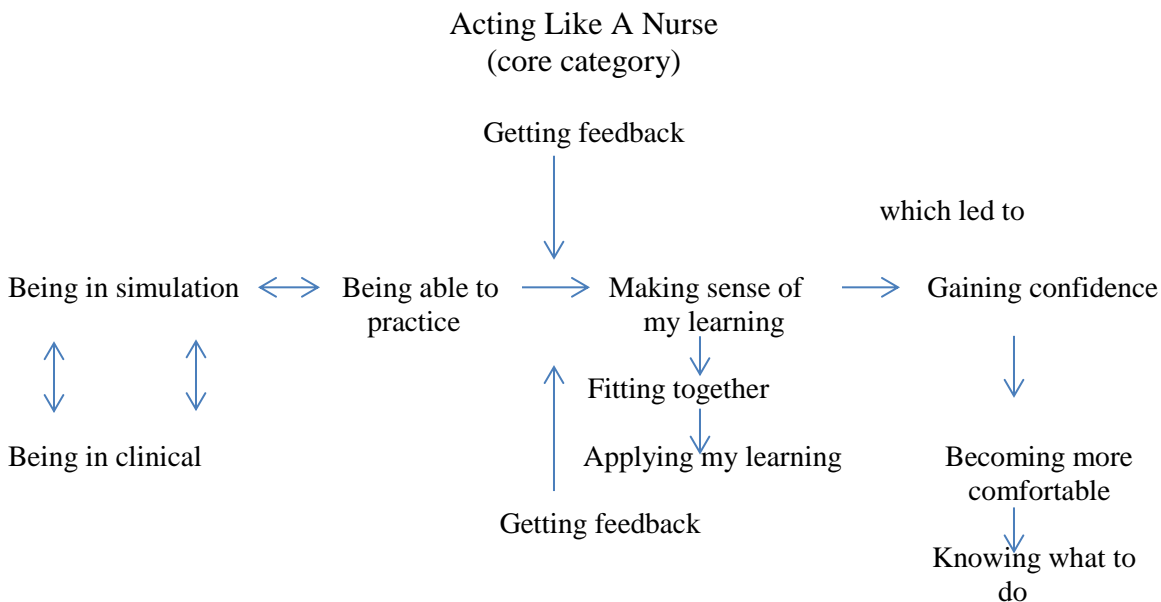 Acting Like A Nurse
(core category)
Getting feedback
which led to
Being in simulation
Being able to
practice
Making sense of
my learning
Gaining confidence
Fitting together
Being in clinical
Applying my learning
Becoming more
comfortable
Getting feedback
Knowing what to
do